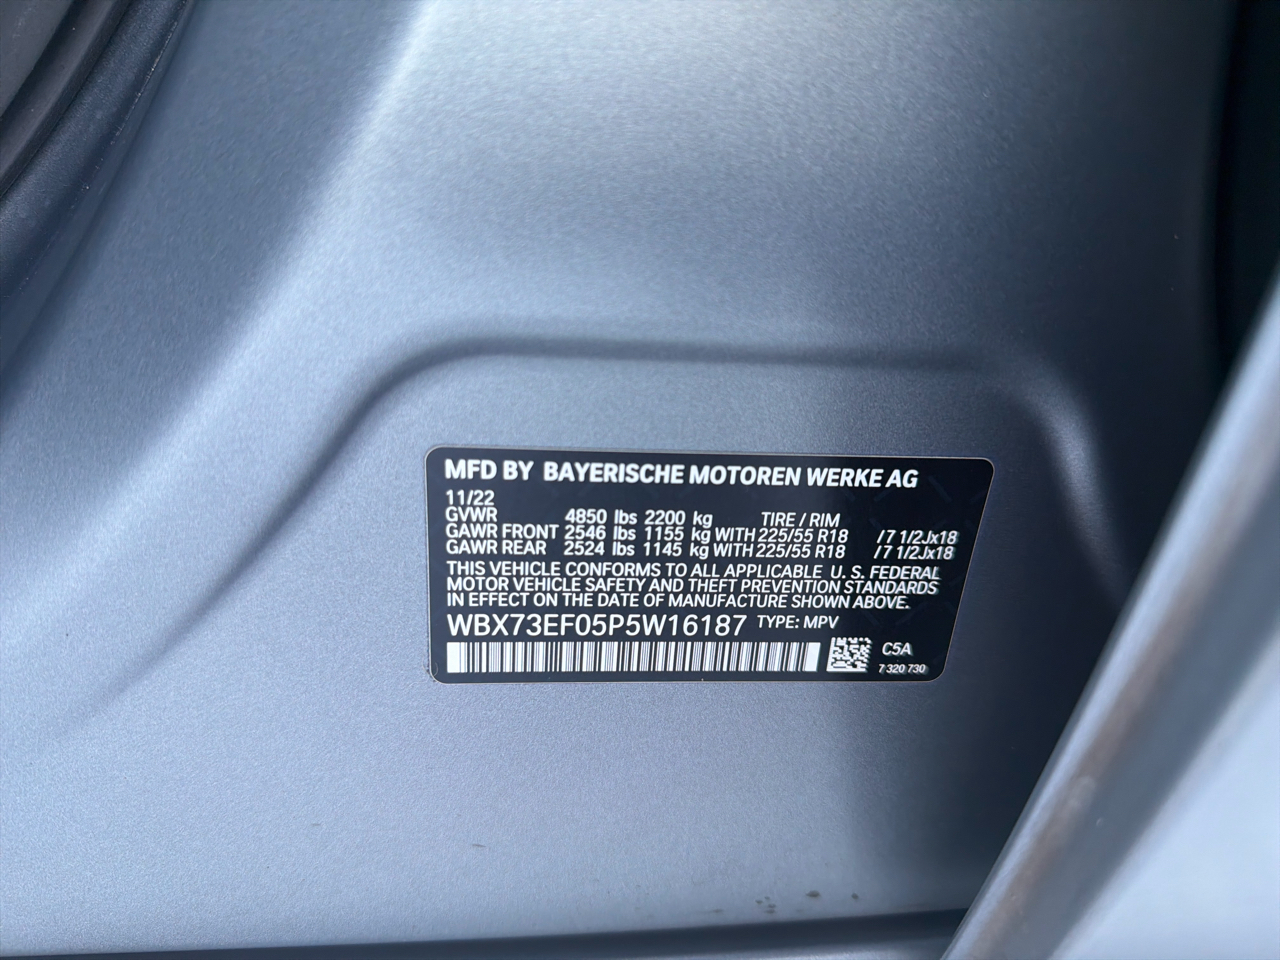 MFD BY BAYERISCHE MOTOREN WERKE AG
11/22
GVWR 4850 lbs 2200 kg TIRE / RIM
GAWR FRONT 2546 lbs 1155 kg WITH 225/55 R18 /7 1/2Jx18
GAWR REAR 2524 lbs 1145 kg WITH 225/55 R18 /7 1/2Jx18
THIS VEHICLE CONFORMS TO ALL APPLICABLE U. S. FEDERAL
MOTOR VEHICLE SAFETY AND THEFT PREVENTION STANDARDS
IN EFFECT ON THE DATE OF MANUFACTURE SHOWN ABOVE.
WBX73EF05P5W16187 TYPE: MPV
C5A
7 320 730